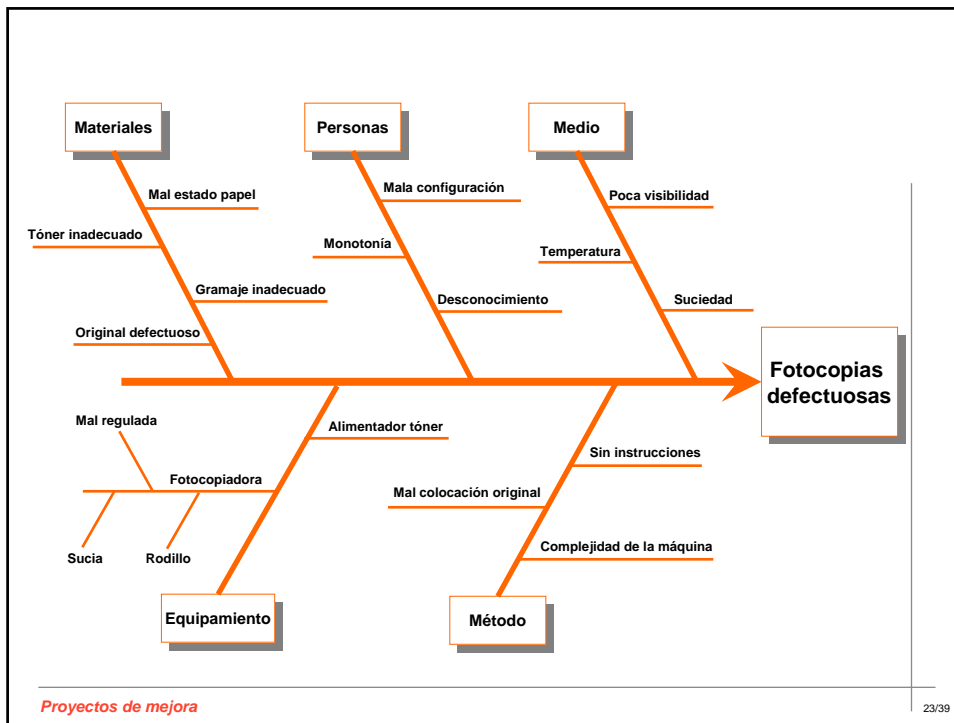 Materiales
Personas
Medio
Mal estado papel
Mala configuración
Poca visibilidad
Tóner inadecuado
Monotonía
Temperatura
Gramaje inadecuado
Desconocimiento
Suciedad
Original defectuoso
Fotocopias
defectuosas
Mal regulada
Alimentador tóner
Sin instrucciones
Fotocopiadora
Mal colocación original
Complejidad de la máquina
Sucia
Rodillo
Equipamiento
Método
Proyectos de mejora
23/39